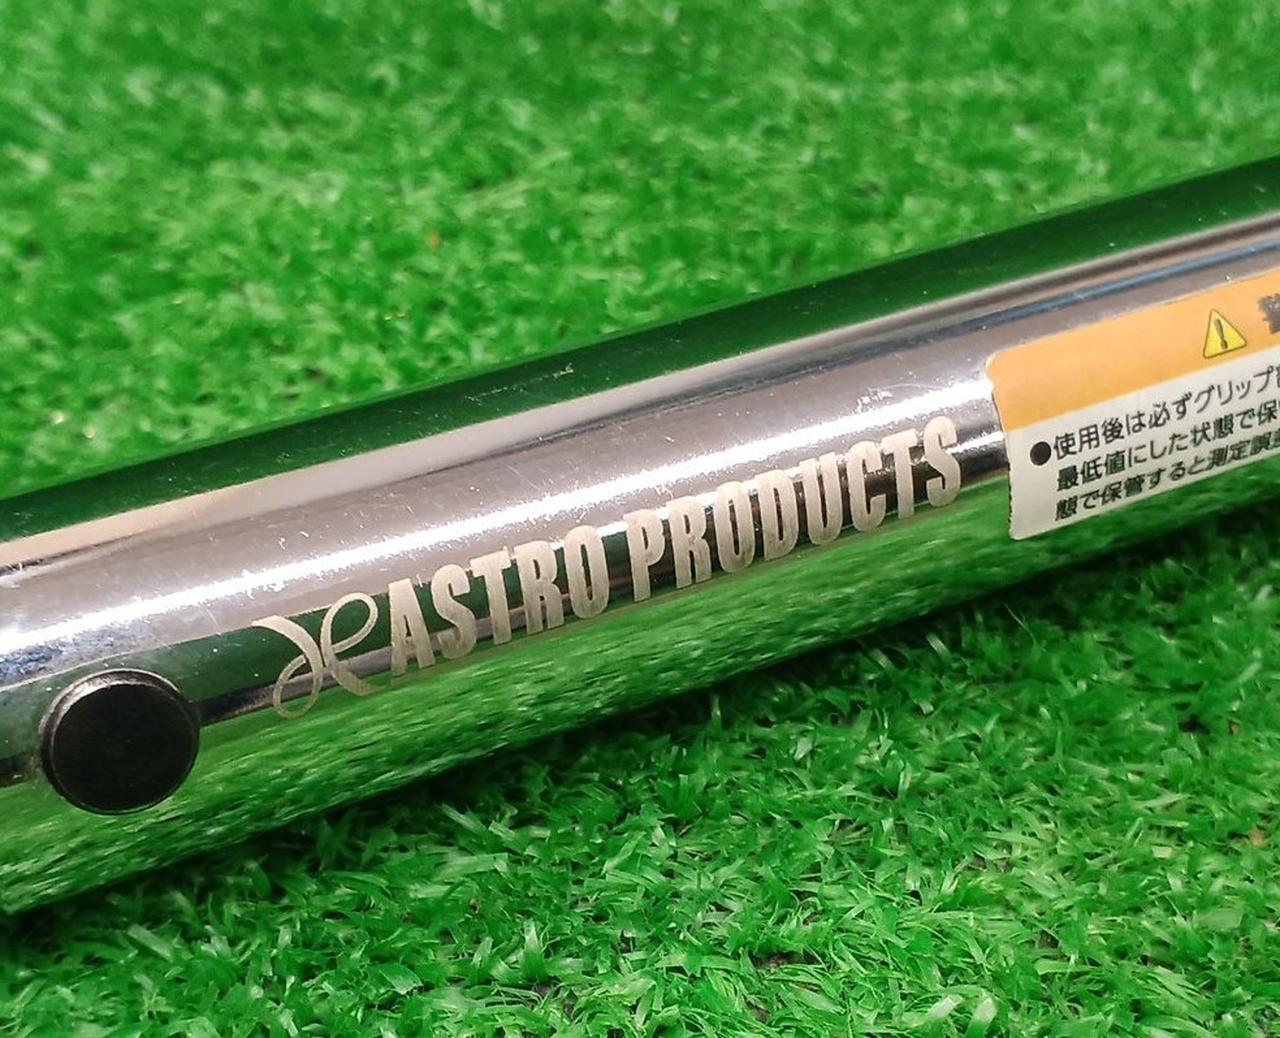 ASTRO PRODUCTS
●使用後は必ずグリップ
最低値にした状態で保
態で保管すると測定誤